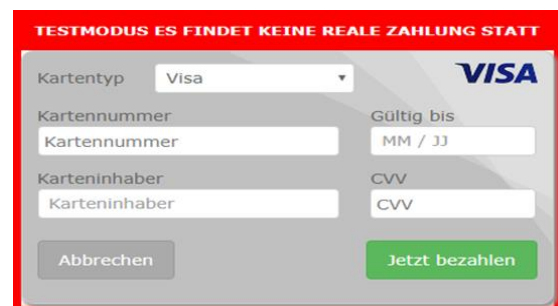 TESTMODUS ES FINDET KEINE REALE ZAHLUNG STATT
Kartentyp Visa VISA
Kartennummer Gültig bis
Kartennummer MM / JJ
Karteninhaber CVV
Karteninhaber CVV
Abbrechen Jetzt bezahlen